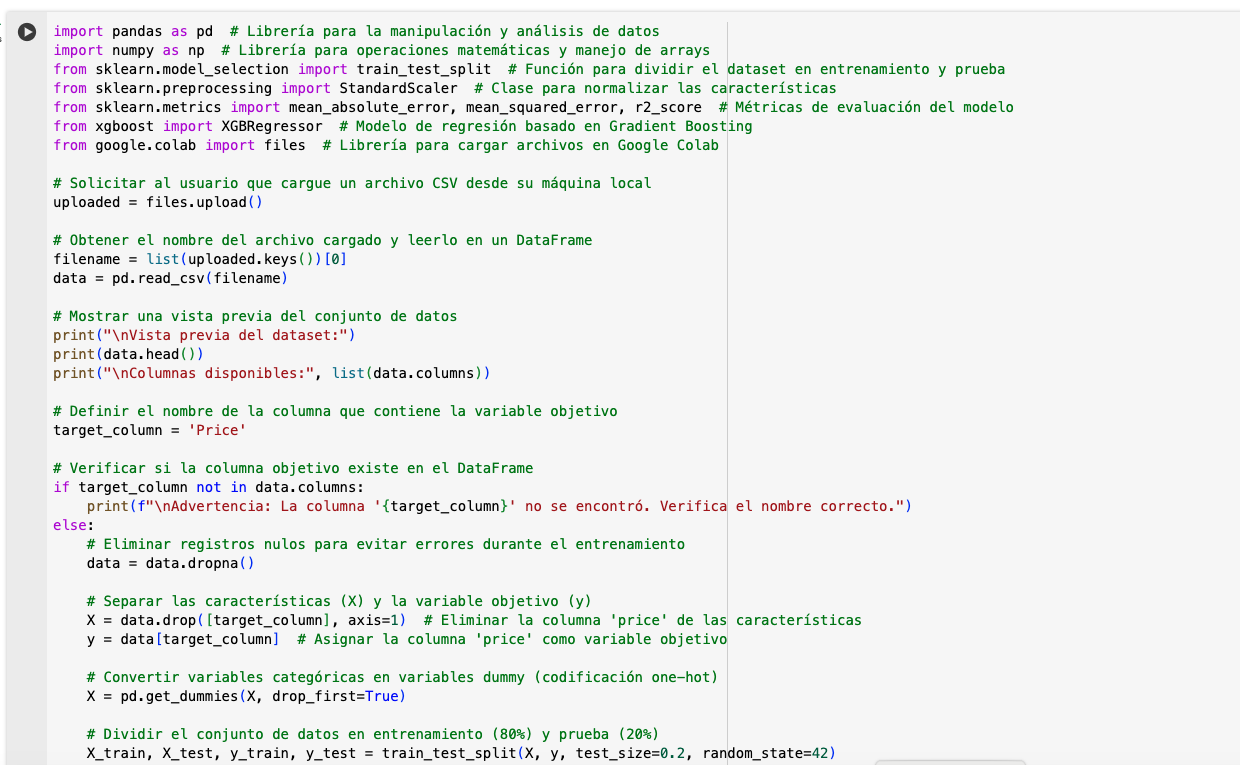 import pandas as pd  # Librería para la manipulación y análisis de datos
import numpy as np  # Librería para operaciones matemáticas y manejo de arrays
from sklearn.model_selection import train_test_split  # Función para dividir el dataset en entrenamiento y prueba
from sklearn.preprocessing import StandardScaler  # Clase para normalizar las características
from sklearn.metrics import mean_absolute_error, mean_squared_error, r2_score  # Métricas de evaluación del modelo
from xgboost import XGBRegressor  # Modelo de regresión basado en Gradient Boosting
from google.colab import files  # Librería para cargar archivos en Google Colab

# Solicitar al usuario que cargue un archivo CSV desde su máquina local
uploaded = files.upload()

# Obtener el nombre del archivo cargado y leerlo en un DataFrame
filename = list(uploaded.keys())[0]
data = pd.read_csv(filename)

# Mostrar una vista previa del conjunto de datos
print("\nVista previa del dataset:")
print(data.head())
print("\nColumnas disponibles:", list(data.columns))

# Definir el nombre de la columna que contiene la variable objetivo
target_column = 'Price'

# Verificar si la columna objetivo existe en el DataFrame
if target_column not in data.columns:
    print(f"\nAdvertencia: La columna '{target_column}' no se encontró. Verifica el nombre correcto.")
else:
    # Eliminar registros nulos para evitar errores durante el entrenamiento
    data = data.dropna()

    # Separar las características (X) y la variable objetivo (y)
    X = data.drop([target_column], axis=1)  # Eliminar la columna 'price' de las características
    y = data[target_column]  # Asignar la columna 'price' como variable objetivo

    # Convertir variables categóricas en variables dummy (codificación one-hot)
    X = pd.get_dummies(X, drop_first=True)

    # Dividir el conjunto de datos en entrenamiento (80%) y prueba (20%)
    X_train, X_test, y_train, y_test = train_test_split(X, y, test_size=0.2, random_state=42)